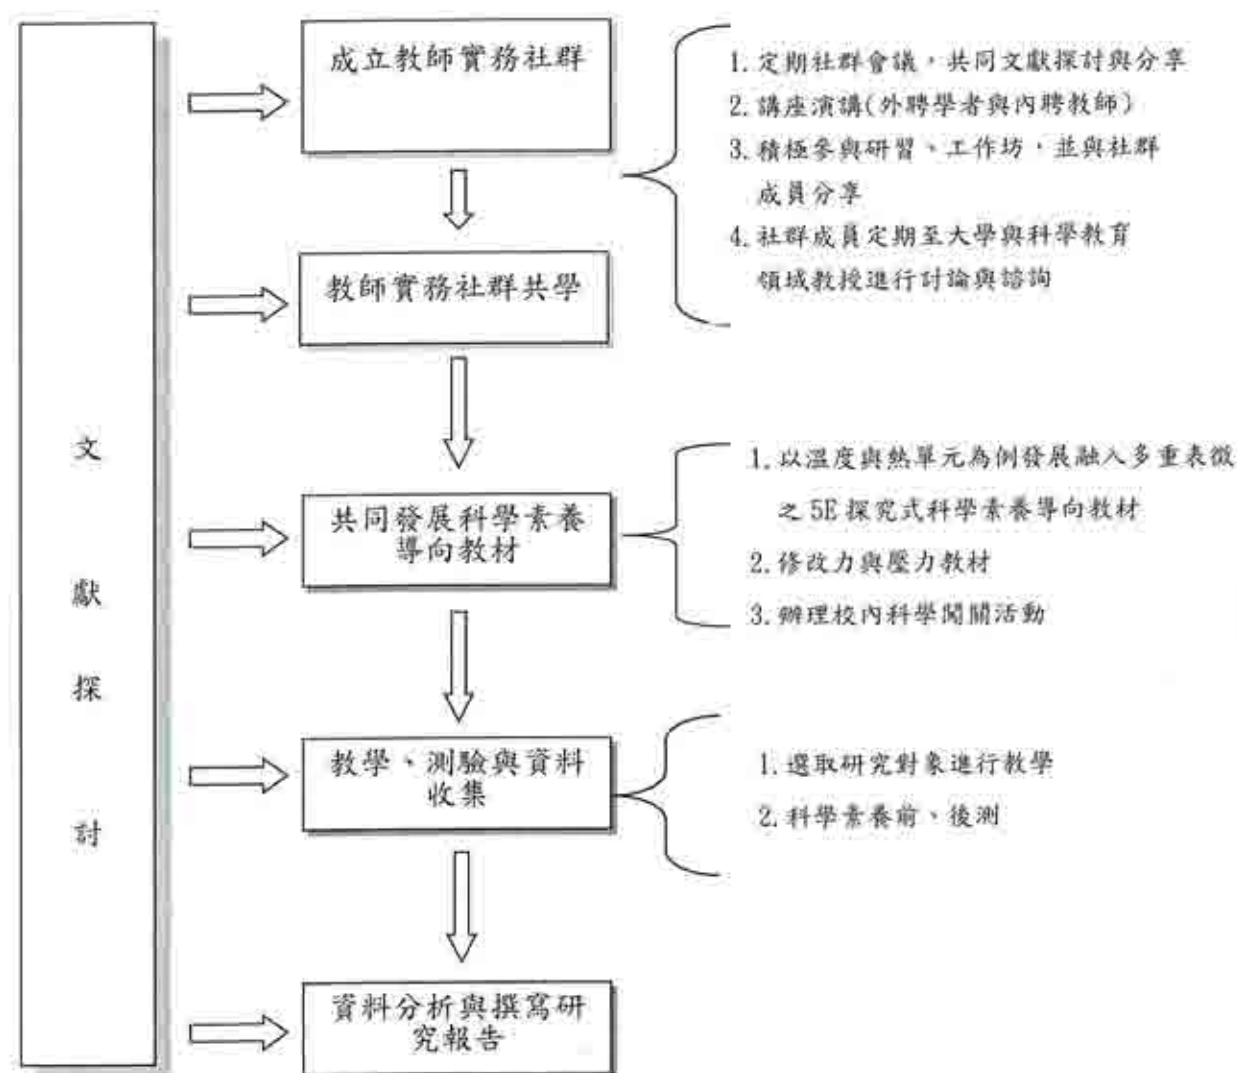 文
獻
探
討
成立教師實務社群
1. 定期社群會議，共同文獻探討與分享
2. 講座演講(外聘學者與內聘教師)
3. 積極參與研習、工作坊，並與社群
成員分享
4. 社群成員定期至大學與科學教育
領域教授進行討論與諮詢
教師實務社群共學
共同發展科學素養
導向教材
1. 以溫度與熱單元為例發展融入多重表徵
之 5E 探究式科學素養導向教材
2. 修改力與壓力教材
3. 辦理校內科學闖關活動
教學、測驗與資料
收集
1. 選取研究對象進行教學
2. 科學素養前、後測
資料分析與撰寫研
究報告